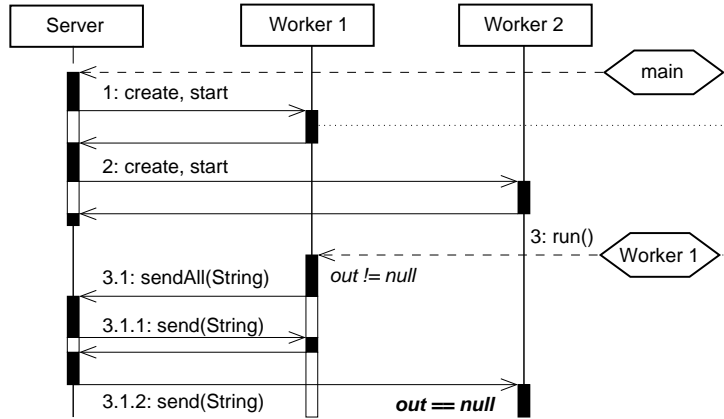 Server
Worker 1
Worker 2
main
1: create, start
2: create, start
3: run()
Worker 1
3.1: sendAll(String)
out != null
3.1.1: send(String)
3.1.2: send(String)
out == null